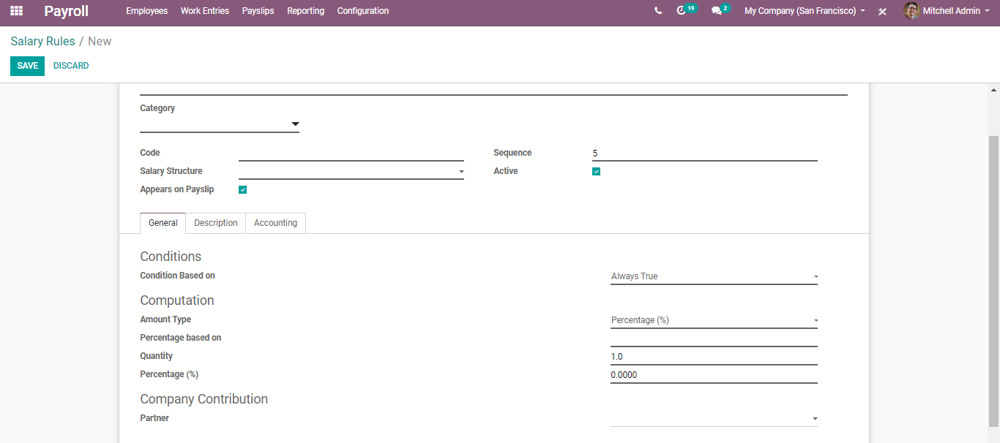 Payroll Employees Work Entries Payslips Reporting Configuration 19 2 My Company (San Francisco) Mitchell Admin
Salary Rules / New
SAVE DISCARD
Category
Code Sequence 5
Salary Structure Active
Appears on Payslip
General Description Accounting
Conditions
Condition Based on Always True
Computation
Amount Type Percentage (%)
Percentage based on
Quantity 1.0
Percentage (%) 0.0000
Company Contribution
Partner